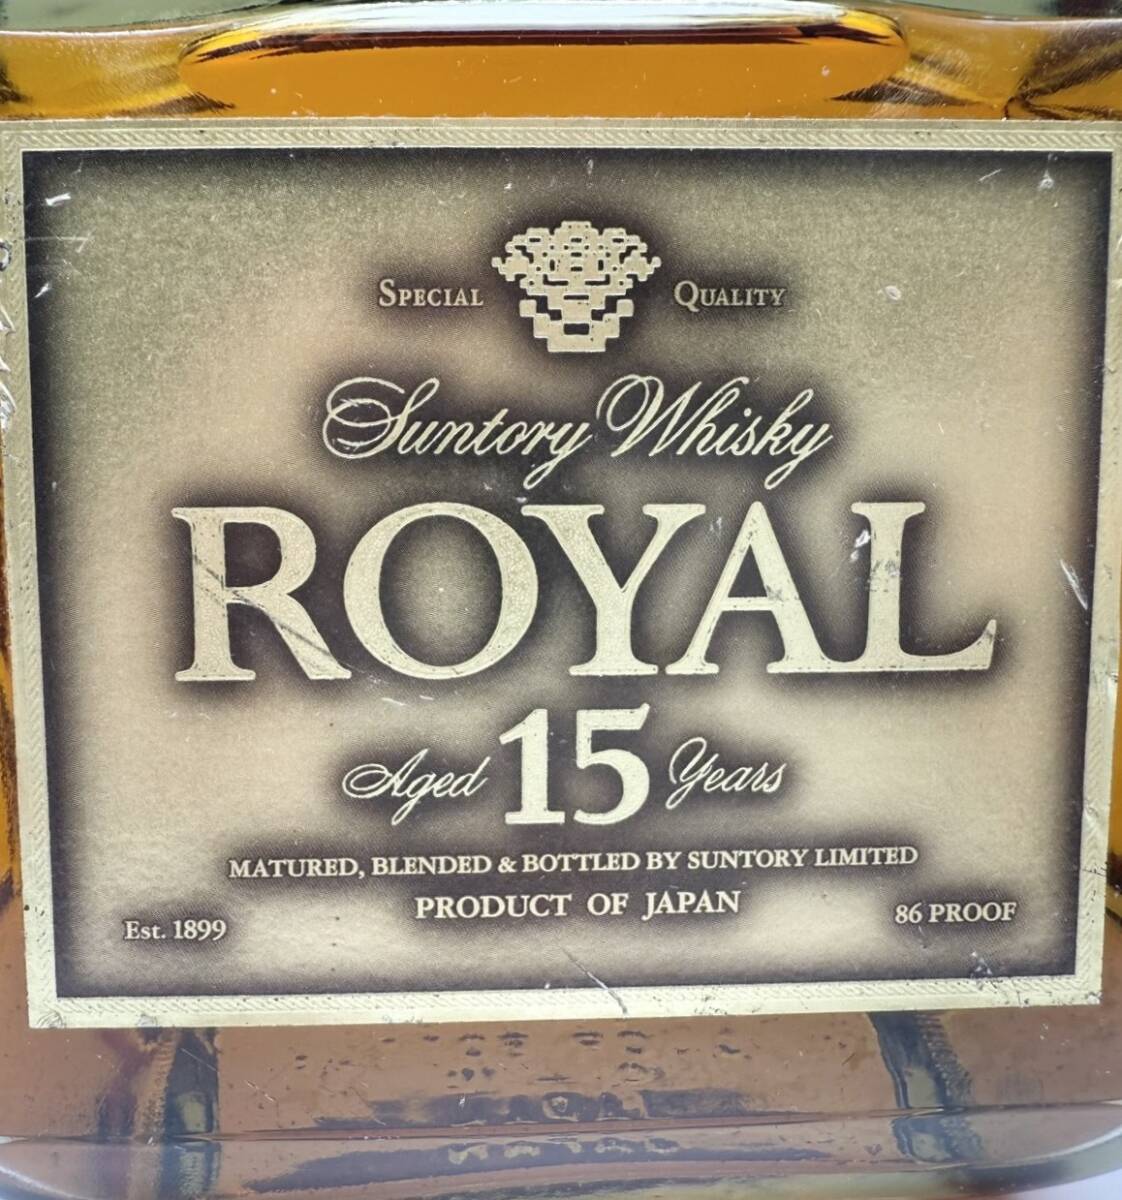 SPECIAL QUALITY
Suntory Whisky
ROYAL
Aged 15 Years
MATURED, BLENDED & BOTTLED BY SUNTORY LIMITED
PRODUCT OF JAPAN
Est. 1899
86 PROOF